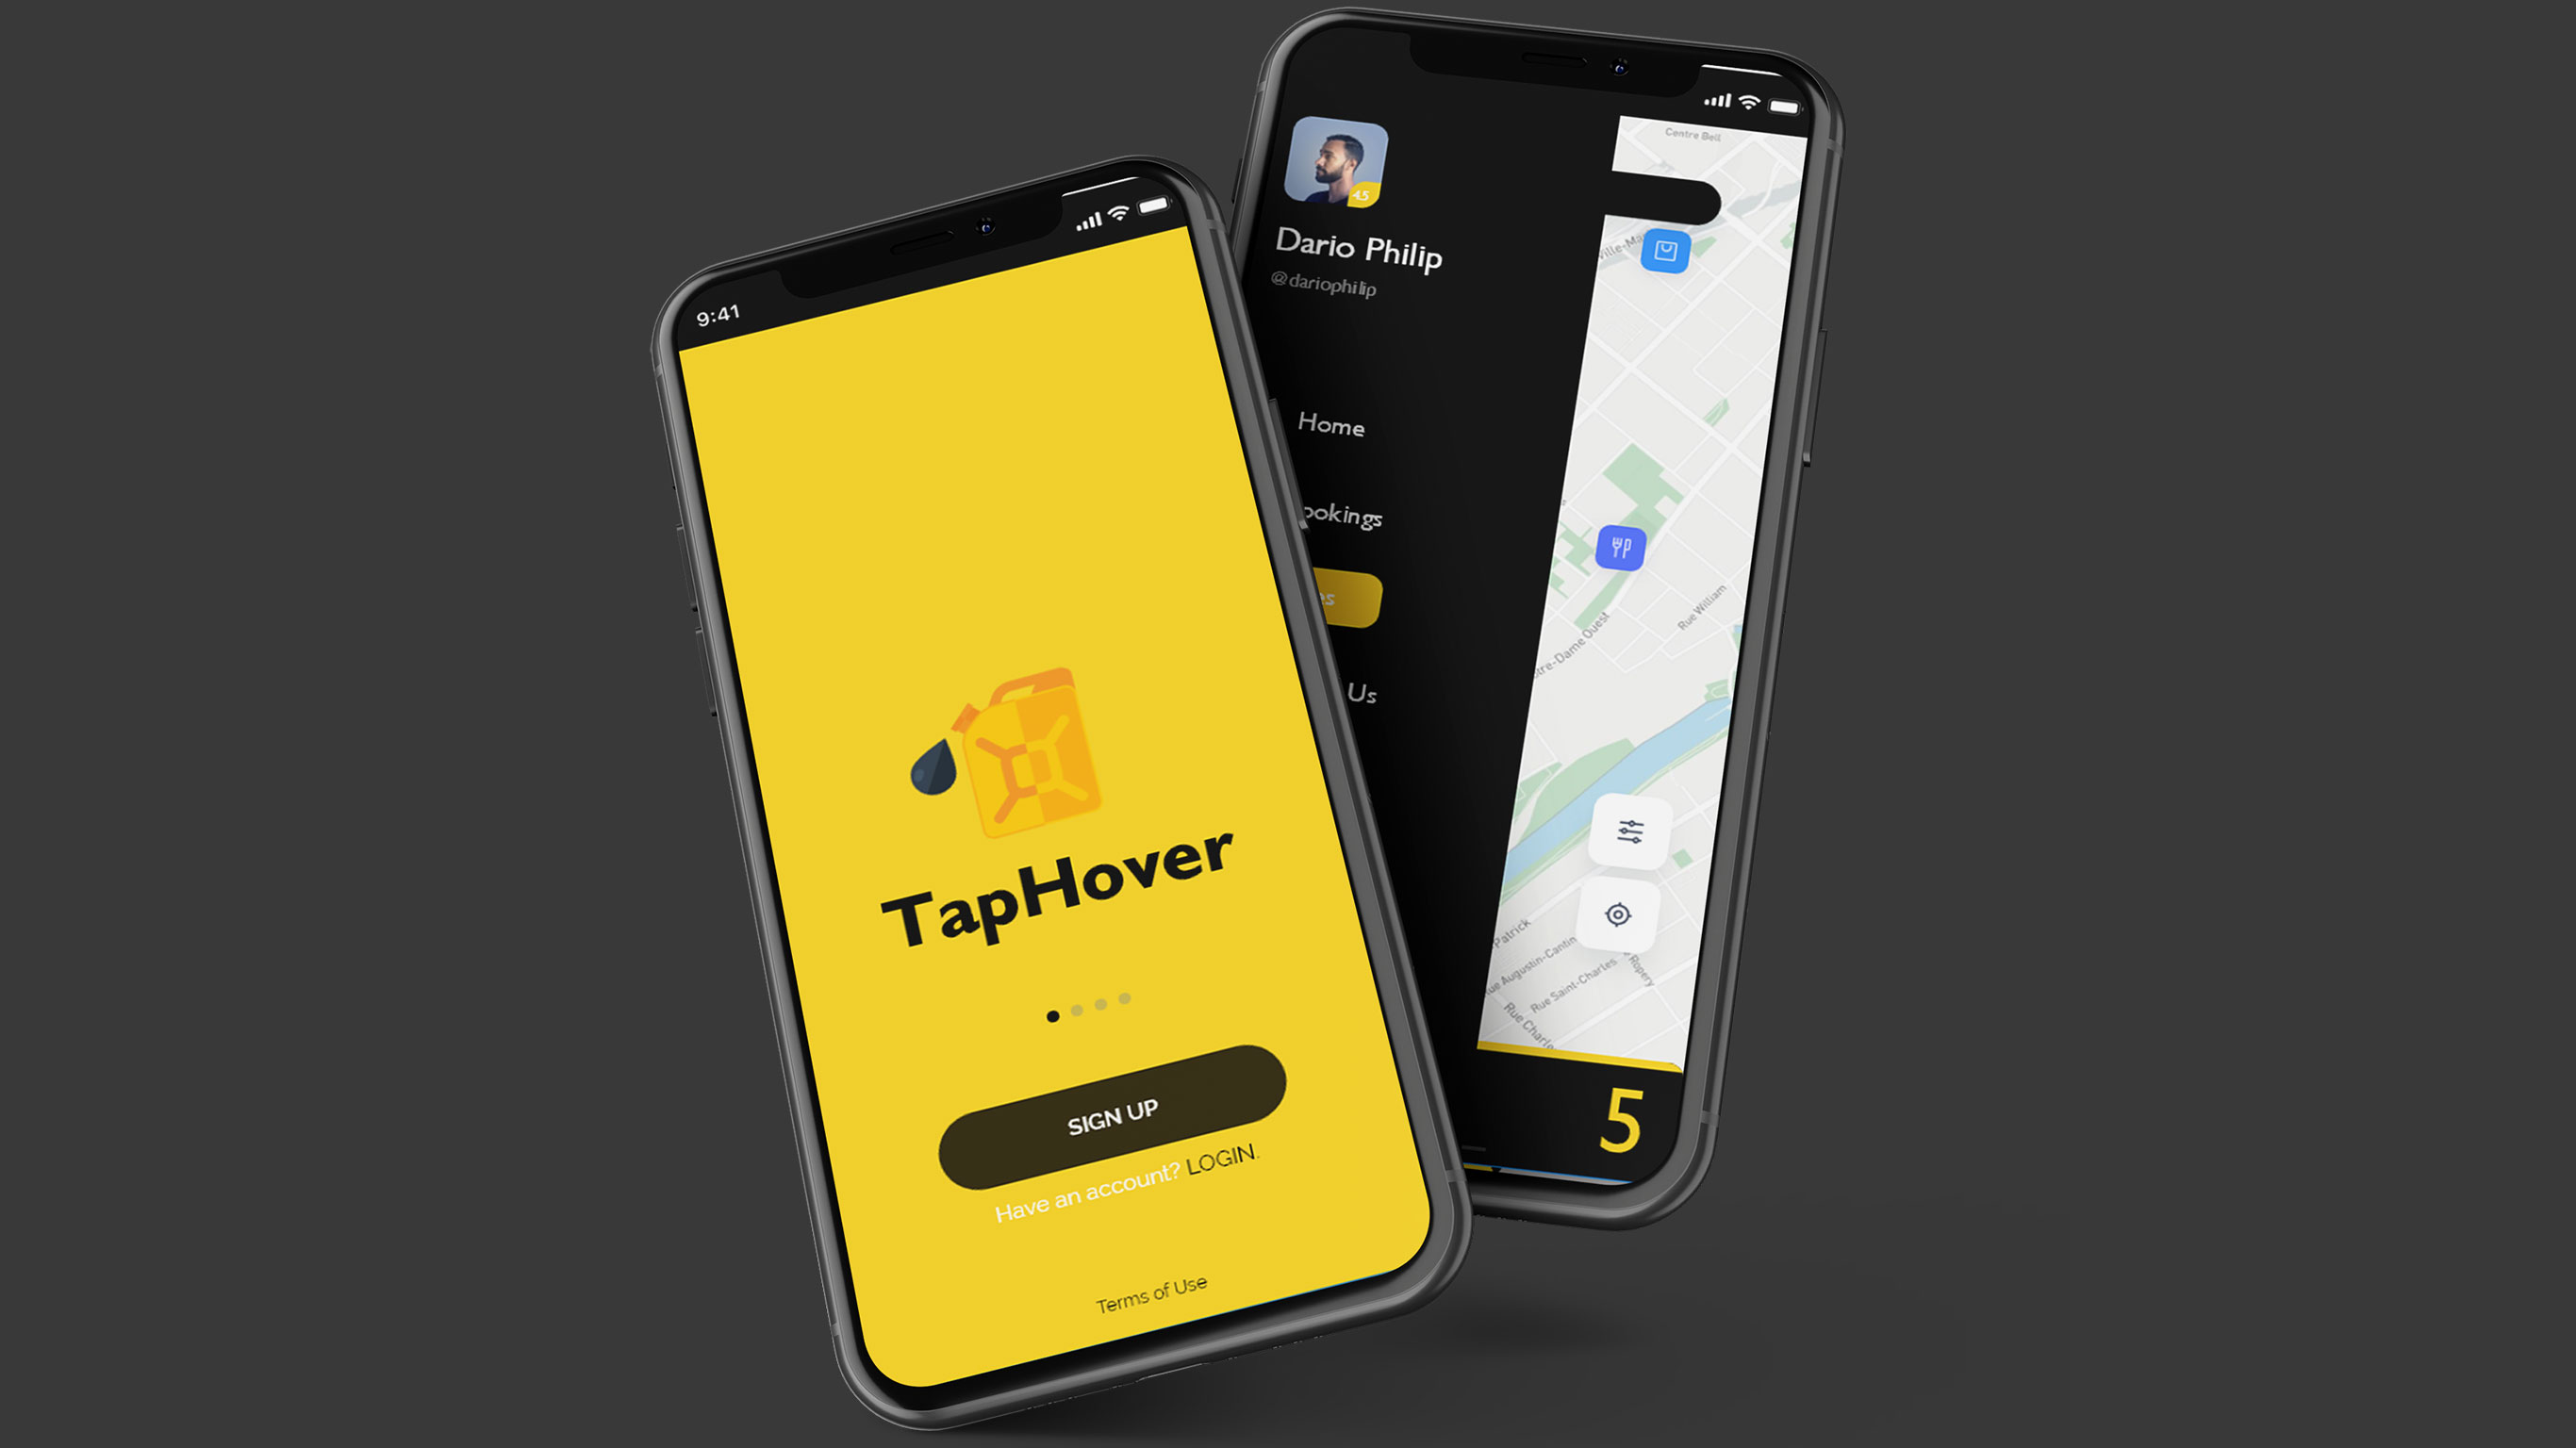 9:41
TapHover
SIGN UP
Have an account? LOGIN.
Terms of Use
4.5
Dario Philip
@dariophilip
Home
ookings
es
Us
Centre Bell
Ville-Ma
Rue William
tre-Dame Ouest
Patrick
ue Augustin-Cantin
Rue Saint-Charles
Ropery
Rue Charle
5